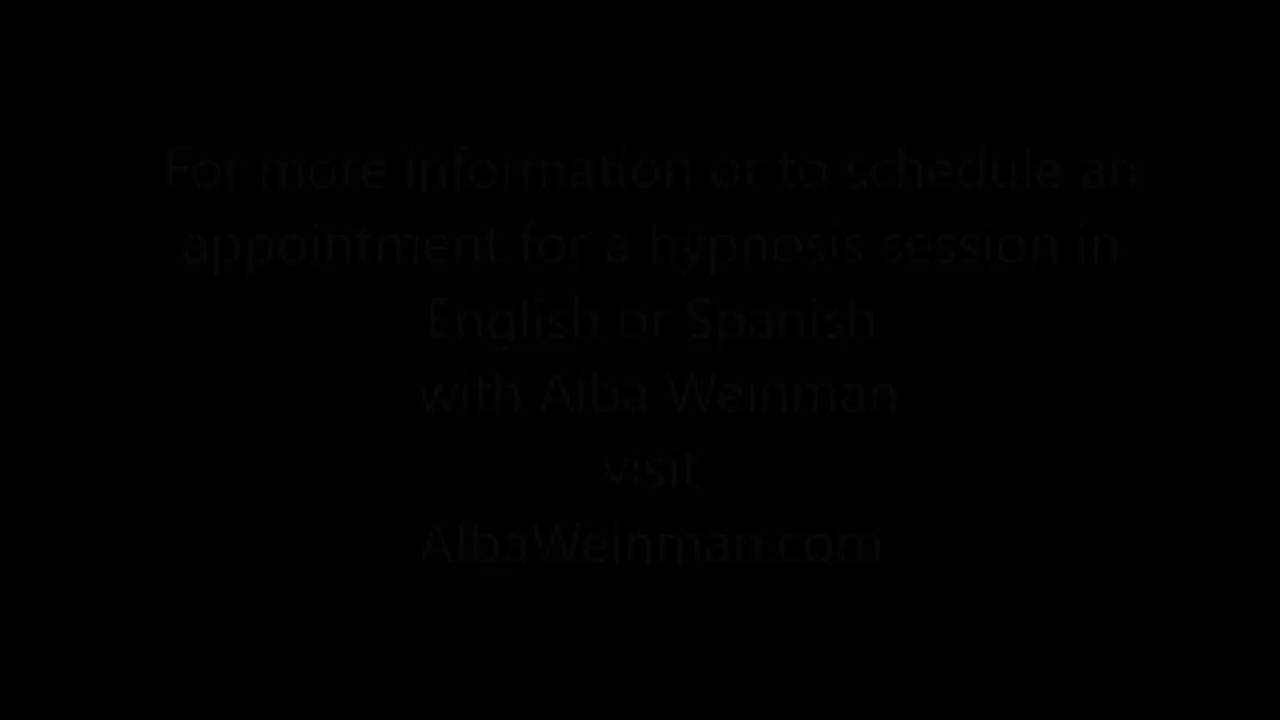 For more information or to schedule an
appointment for a hypnosis session in
English or Spanish
with Alba Weinman
visit
AlbaWeinman.com